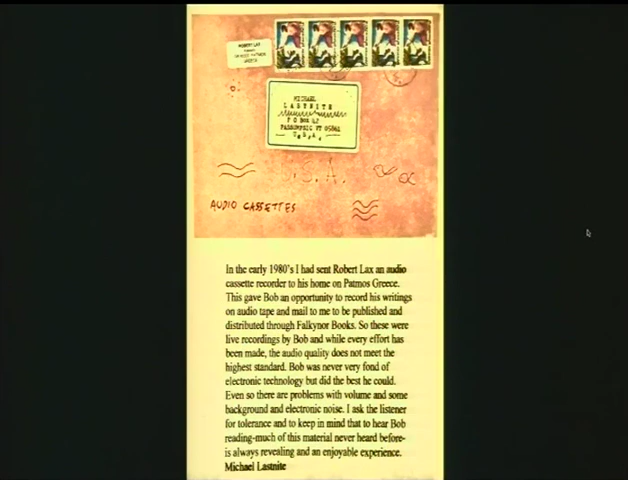 ROBERT LAX
GREECE
MICHAEL
LASTNITE
P O BOX 42
PASSUMPSIC VT 05861
U.S.A.
U.S.A.
AUDIO CASSETTES
In the early 1980's I had sent Robert Lax an audio
cassette recorder to his home on Patmos Greece.
This gave Bob an opportunity to record his writings
on audio tape and mail to me to be published and
distributed through Falkynor Books. So these were
live recordings by Bob and while every effort has
been made, the audio quality does not meet the
highest standard. Bob was never very fond of
electronic technology but did the best he could.
Even so there are problems with volume and some
background and electronic noise. I ask the listener
for tolerance and to keep in mind that to hear Bob
reading-much of this material never heard before-
is always revealing and an enjoyable experience.
Michael Lastnite